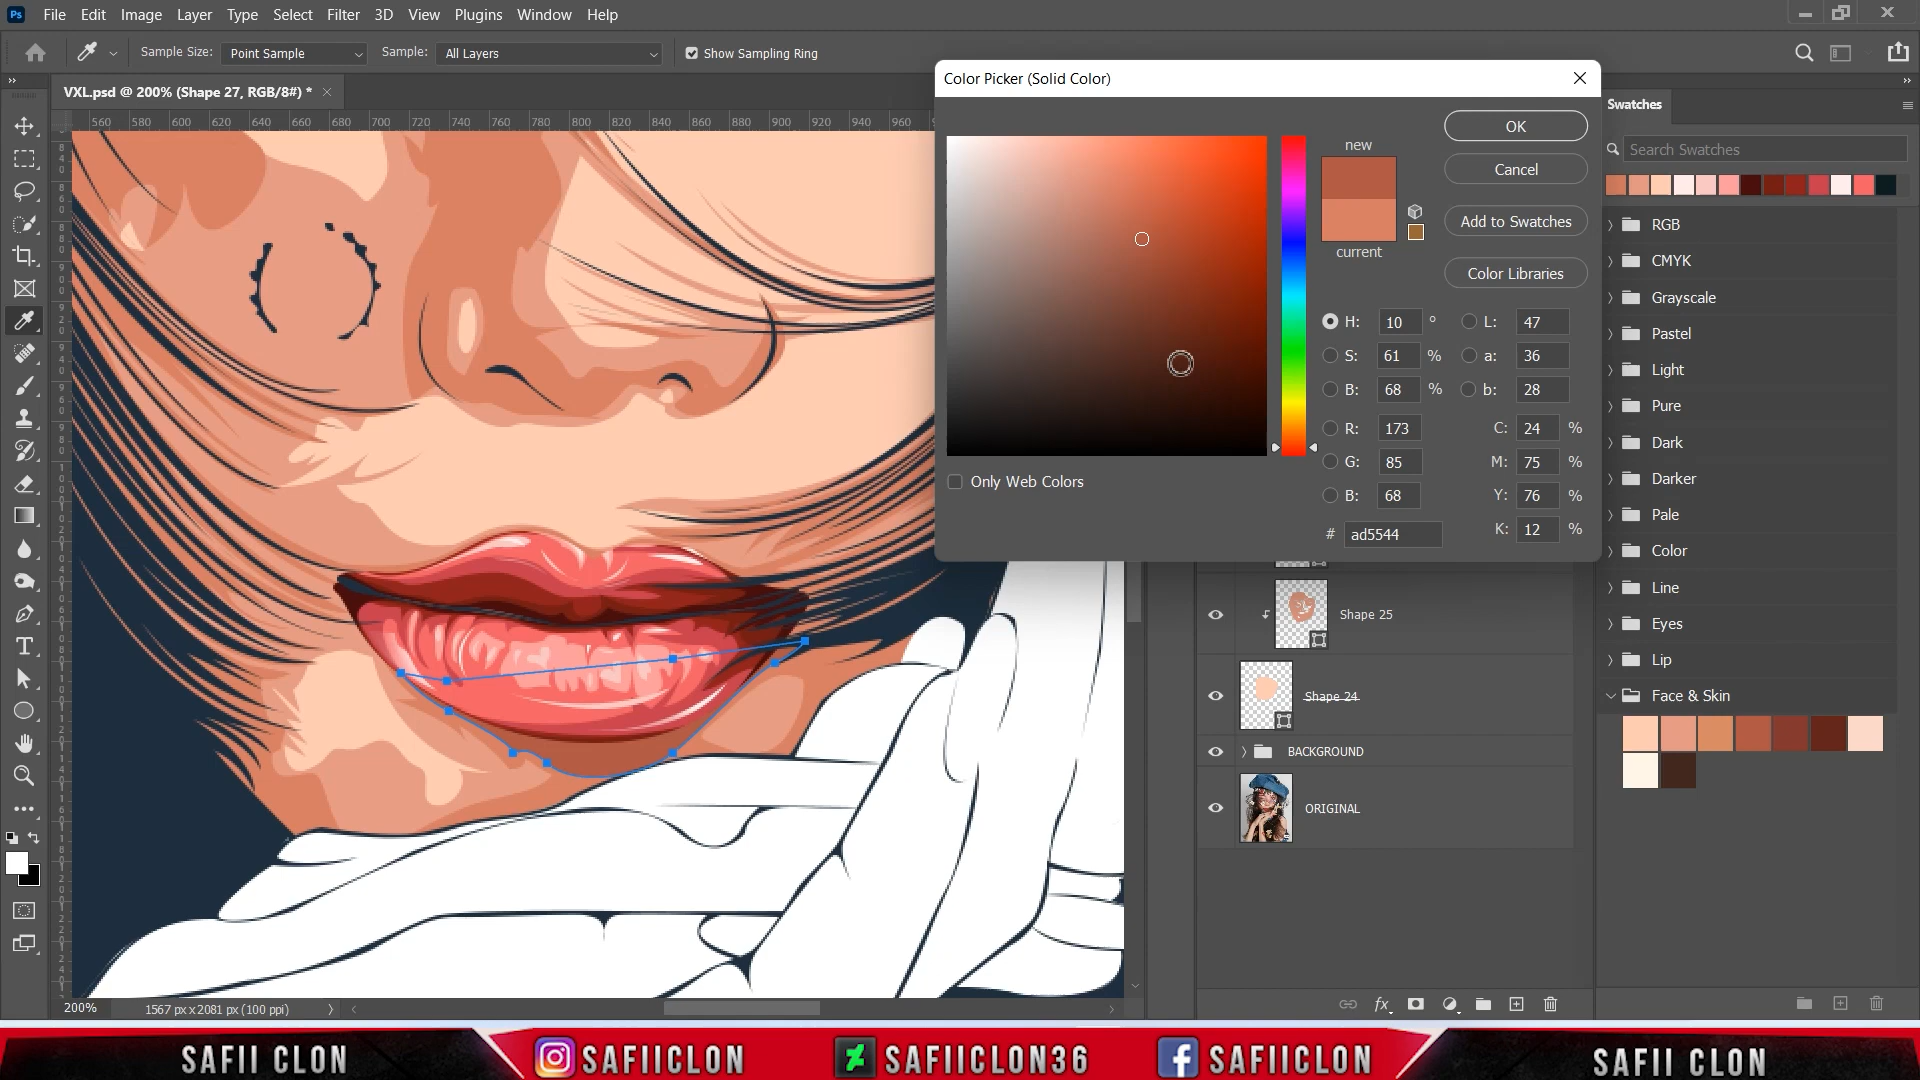 Ps File Edit Image Layer Type Select Filter 3D View Plugins Window Help
Sample Size: Point Sample Sample: All Layers Show Sampling Ring
VXL.psd @ 200% (Shape 27, RGB/8#) *
560 580 600 620 640 660 680 700 720 740 760 780 800 820 840 860 880 900 920 940 960
Color Picker (Solid Color)
new
current
OK
Cancel
Add to Swatches
Color Libraries
H: 10 ° L: 47
S: 61 % a: 36
B: 68 % b: 28
R: 173 C: 24 %
G: 85 M: 75 %
B: 68 Y: 76 %
# ad5544 K: 12 %
Only Web Colors
Swatches
Search Swatches
RGB
CMYK
Grayscale
Pastel
Light
Pure
Dark
Darker
Pale
Color
Line
Eyes
Lip
Face & Skin
Shape 25
Shape 24
BACKGROUND
ORIGINAL
fx
200% 1567 px x 2081 px (100 ppi)
SAFII CLON SAFIICLON SAFIICLON36 SAFIICLON SAFII CLON